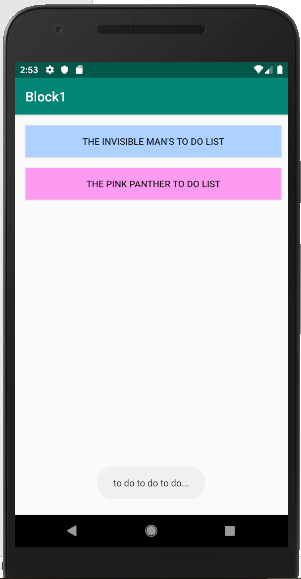 2:53
Block1
THE INVISIBLE MAN'S TO DO LIST
THE PINK PANTHER TO DO LIST
to do to do to do...